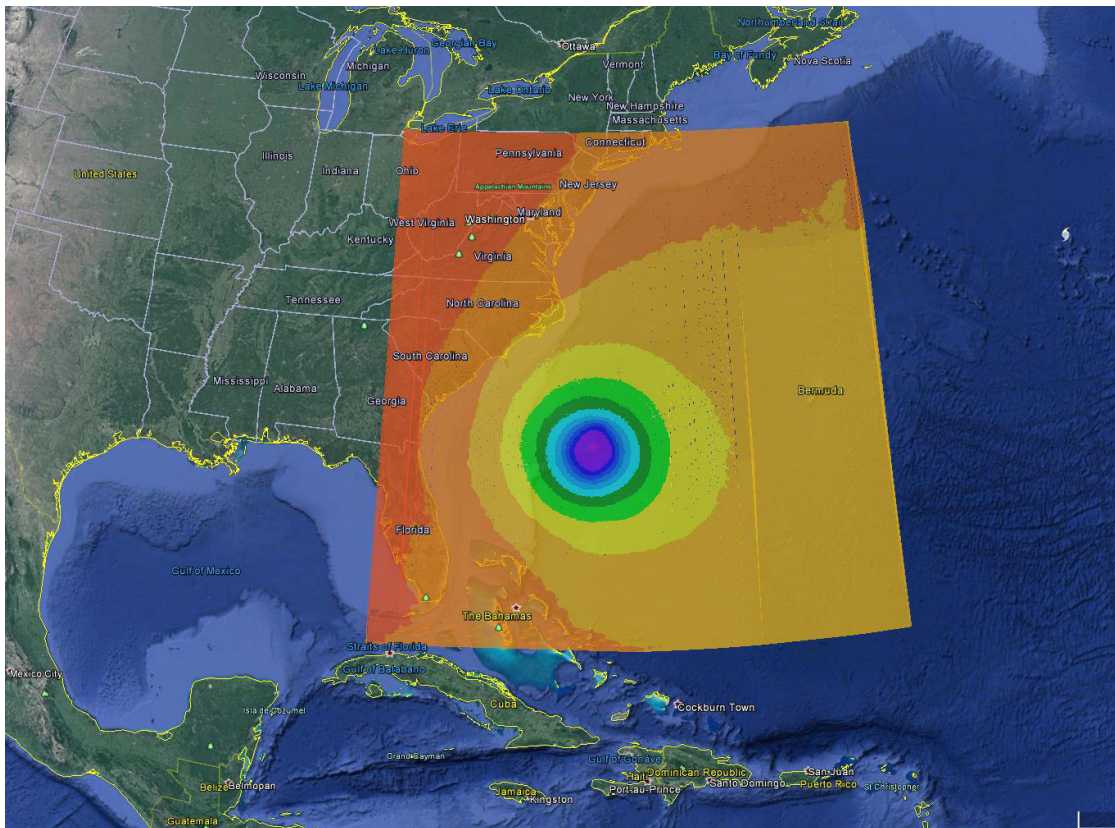 Northumberland Strait
Ottawa
Georgian Bay
Lake Huron
Bay of Fundy
Nova Scotia
Vermont
Michigan
Wisconsin
Lake Michigan
Lake Ontario
New York
New Hampshire
Massachusetts
Lake Erie
Connecticut
Pennsylvania
Illinois
Indiana
Ohio
United States
Appalachian Mountains
New Jersey
Maryland
West Virginia
Washington
Kentucky
Virginia
Tennessee
North Carolina
South Carolina
Mississippi
Alabama
Bermuda
Georgia
Florida
Gulf of Mexico
The Bahamas
Straits of Florida
Gulf of Batabano
Mexico City
Cuba
Isla de Cozumel
Cockburn Town
Grand Cayman
Gulf of Gonave
Haiti
Dominican Republic
San Juan
Belize
Belmopan
Jamaica
Kingston
Port-au-Prince
Santo Domingo
Puerto Rico
St Christopher
Guatemala